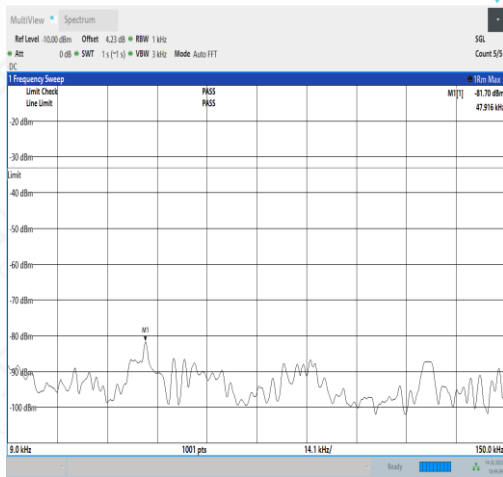 MultiView Spectrum
Ref Level -10.00 dBm Offset 4.23 dB RBW 1 kHz SGL
Att 0 dB SWT 1 s (~1 s) VBW 3 kHz Mode Auto FFT Count 5/5
DC
1 Frequency Sweep 1Rm Max
Limit Check PASS M1[1] -81.70 dBm
Line Limit PASS 47.916 kHz
-20 dBm
-30 dBm
Limit
-40 dBm
-50 dBm
-60 dBm
-70 dBm
M1
-80 dBm
-90 dBm
-100 dBm
9.0 kHz 1001 pts 14.1 kHz/ 150.0 kHz
Ready